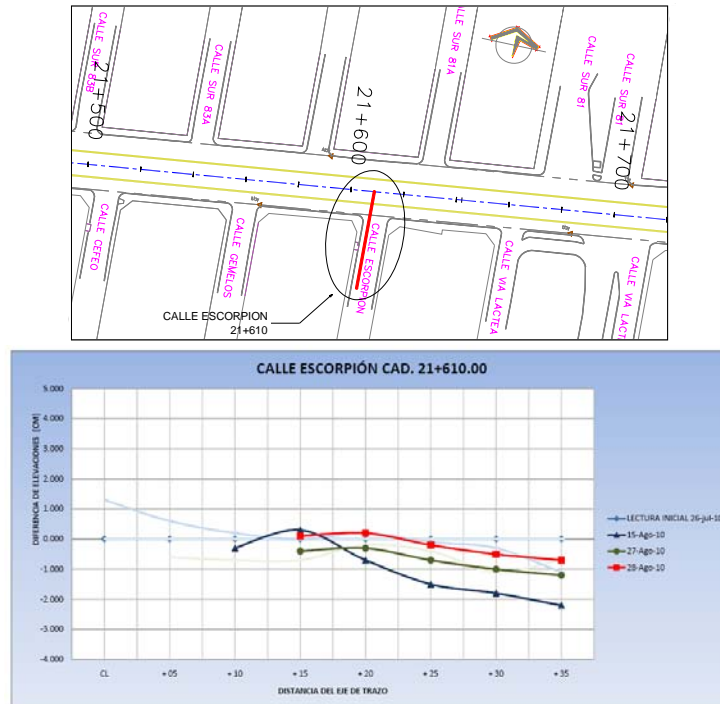 CALLE SUR 83B
21+500
CALLE SUR 83A
21+600
CALLE SUR 81A
CALLE SUR 81
CALLE SUR 81
21+700
CALLE CEFEO
CALLE GEMELOS
CALLE ESCORPION
CALLE VIA LACTEA
CALLE VIA LACT
CALLE ESCORPION
21+610
CALLE ESCORPIÓN CAD. 21+610.00
DIFERENCIA DE ELEVACIONES [CM]
5.000
4.000
3.000
2.000
1.000
0.000
-1.000
-2.000
-3.000
-4.000
CL
+ 05
+ 10
+ 15
+ 20
+ 25
+ 30
+ 35
DISTANCIA DEL EJE DE TRAZO
LECTURA INICIAL 26-jul-10
15-Ago-10
27-Ago-10
28-Ago-10